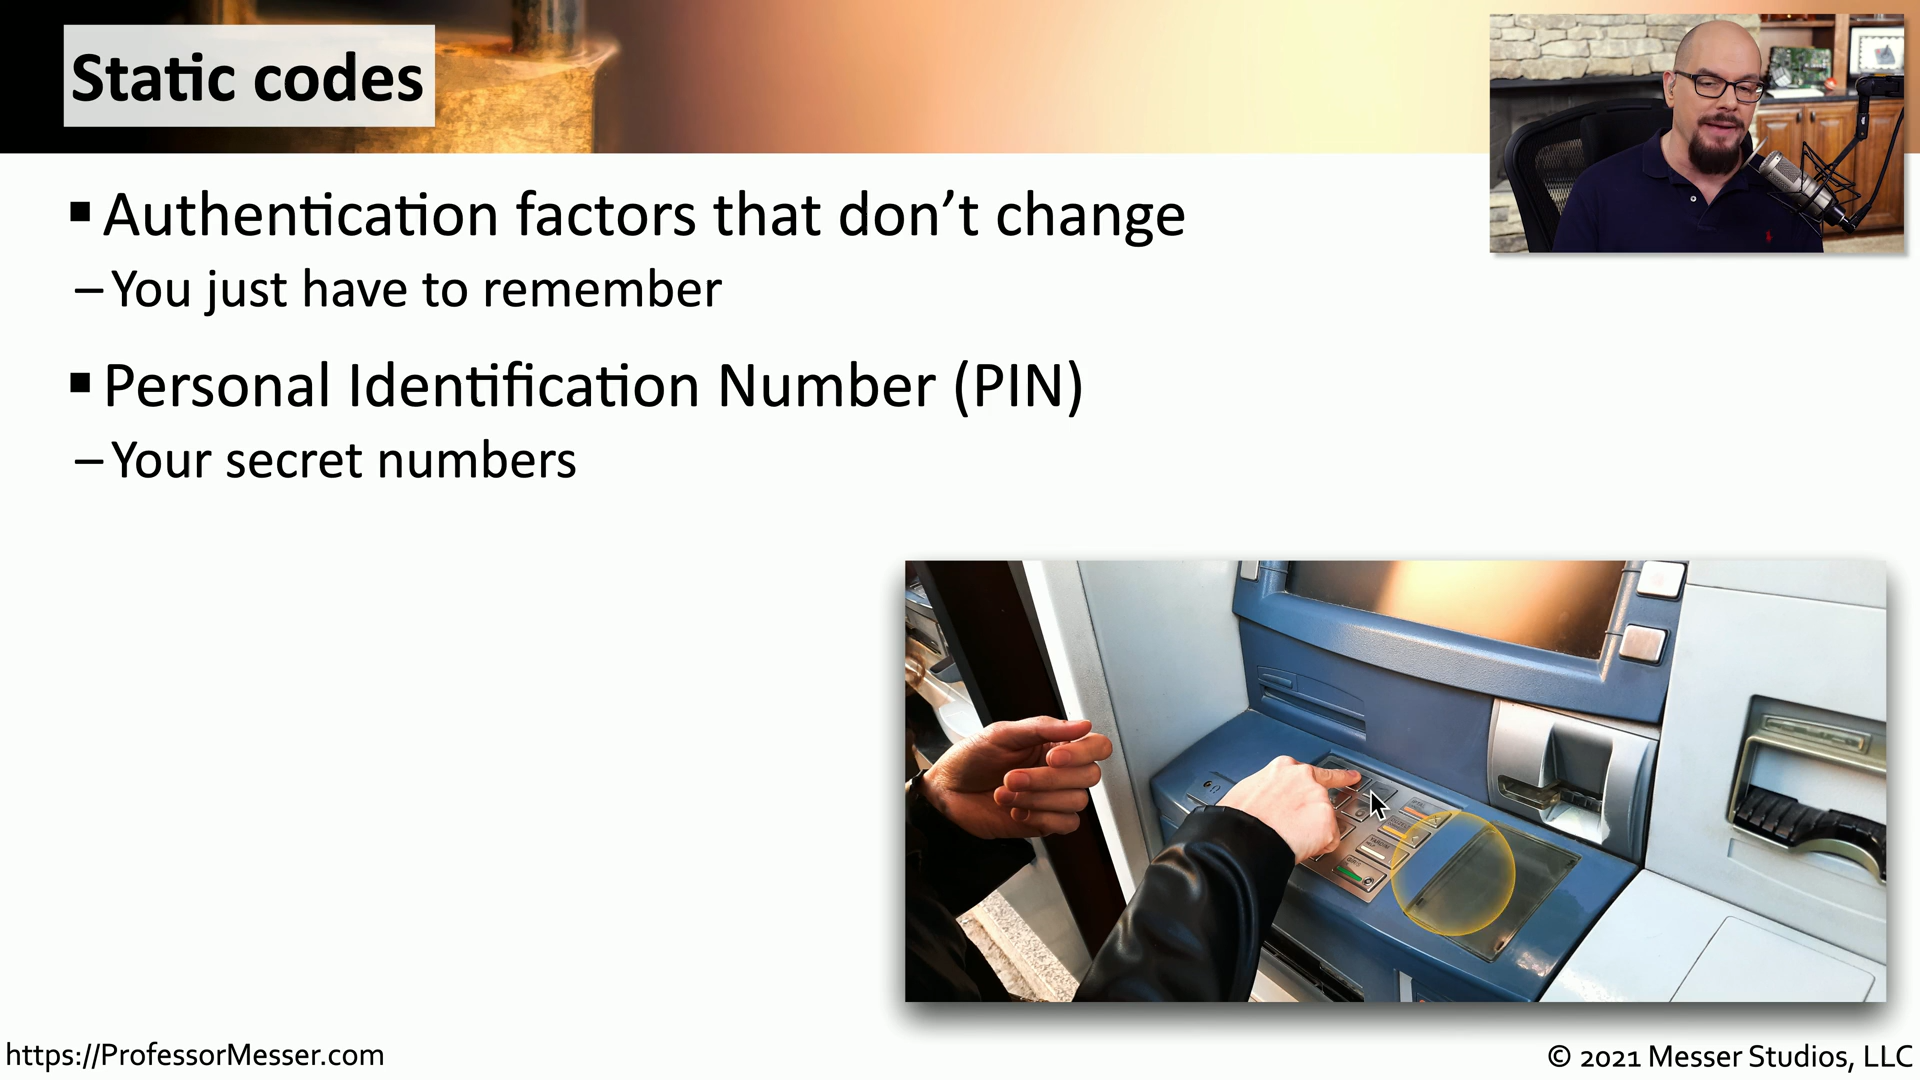 Static codes
▪ Authentication factors that don’t change
– You just have to remember
▪ Personal Identification Number (PIN)
– Your secret numbers
https://ProfessorMesser.com
© 2021 Messer Studios, LLC